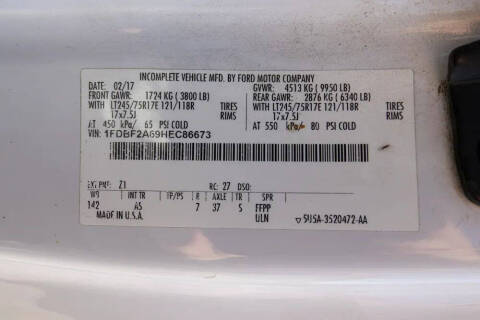 INCOMPLETE VEHICLE MFD. BY FORD MOTOR COMPANY
DATE: 02/17 GVWR: 4513 KG ( 9950 LB)
FRONT GAWR: 1724 KG ( 3800 LB) REAR GAWR: 2876 KG ( 6340 LB)
WITH LT245/75R17E 121/118R TIRES WITH LT245/75R17E 121/118R TIRES
17x7.5J RIMS 17x7.5J RIMS
AT 450 kPa/ 65 PSI COLD AT 550 kPa/ 80 PSI COLD
VIN: 1FDBF2A69HEC86673
EXT PNT: Z1 RC: 27 DSO:
WB INT TR TP/PS R AXLE TR SPR
142 AS 7 37 S FFPP
MADE IN U.S.A. ULN 9USA-3520472-AA